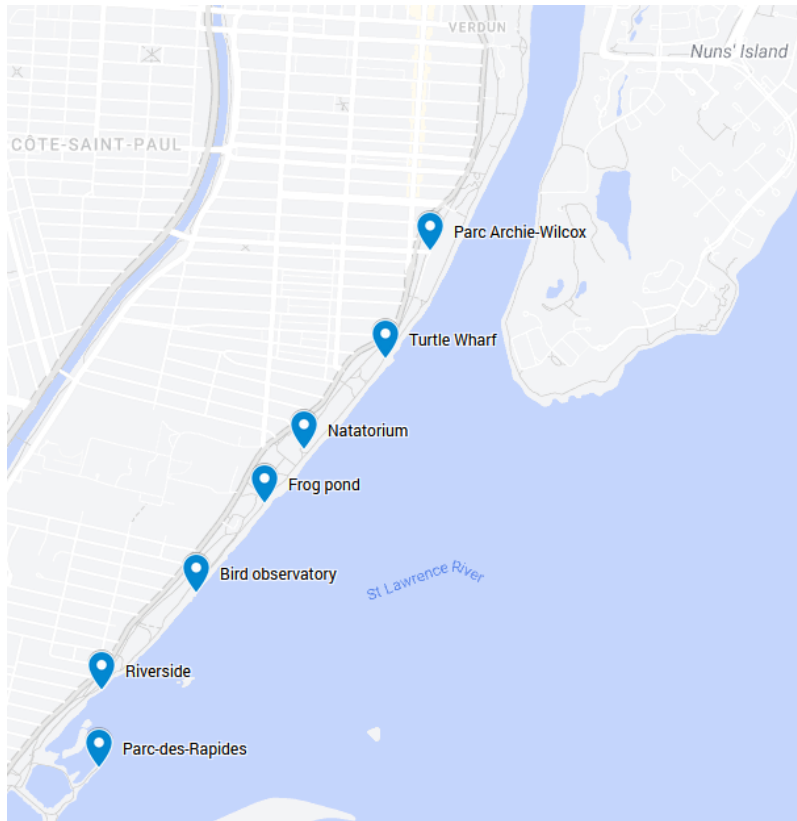 VERDUN
Nuns' Island
CÔTE-SAINT-PAUL
Parc Archie-Wilcox
Turtle Wharf
Natatorium
Frog pond
Bird observatory
St Lawrence River
Riverside
Parc-des-Rapides